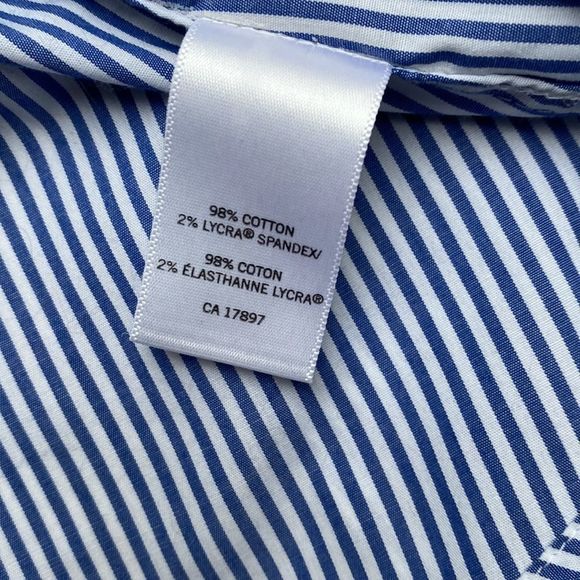 98% COTTON
2% LYCRA® SPANDEX/
98% COTON
2% ÉLASTHANNE LYCRA®
CA 17897